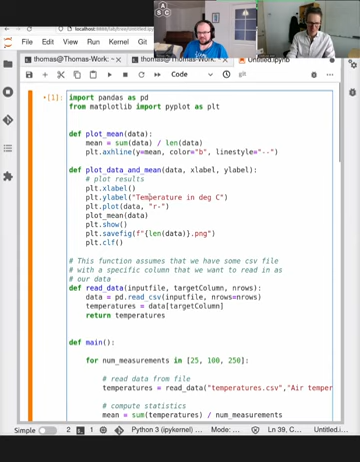 localhost:8888/lab/tree/Untitled.ipynb
File Edit View Run Kernel Git
thomas@Thomas-Work: ~
thomas@Thomas-Work: ~
Untitled.ipynb
Code
[1]:
import pandas as pd
from matplotlib import pyplot as plt
def plot_mean(data):
mean = sum(data) / len(data)
plt.axhline(y=mean, color="b", linestyle="--")
def plot_data_and_mean(data, xlabel, ylabel):
# plot results
plt.xlabel()
plt.ylabel("Temperature in deg C")
plt.plot(data, "r-")
plot_mean(data)
plt.show()
plt.savefig(f"{len(data)}.png")
plt.clf()
# This function assumes that we have some csv file
# with a specific column that we want to read in as
# our data
def read_data(inputfile, targetColumn, nrows):
data = pd.read_csv(inputfile, nrows=nrows)
temperatures = data[targetColumn]
return temperatures
def main():
for num_measurements in [25, 100, 250]:
# read data from file
temperatures = read_data("temperatures.csv","Air temper
# compute statistics
mean = sum(temperatures) / num_measurements
Simple 2 1 Python 3 (ipykernel) Mode: ... Ln 39, C...